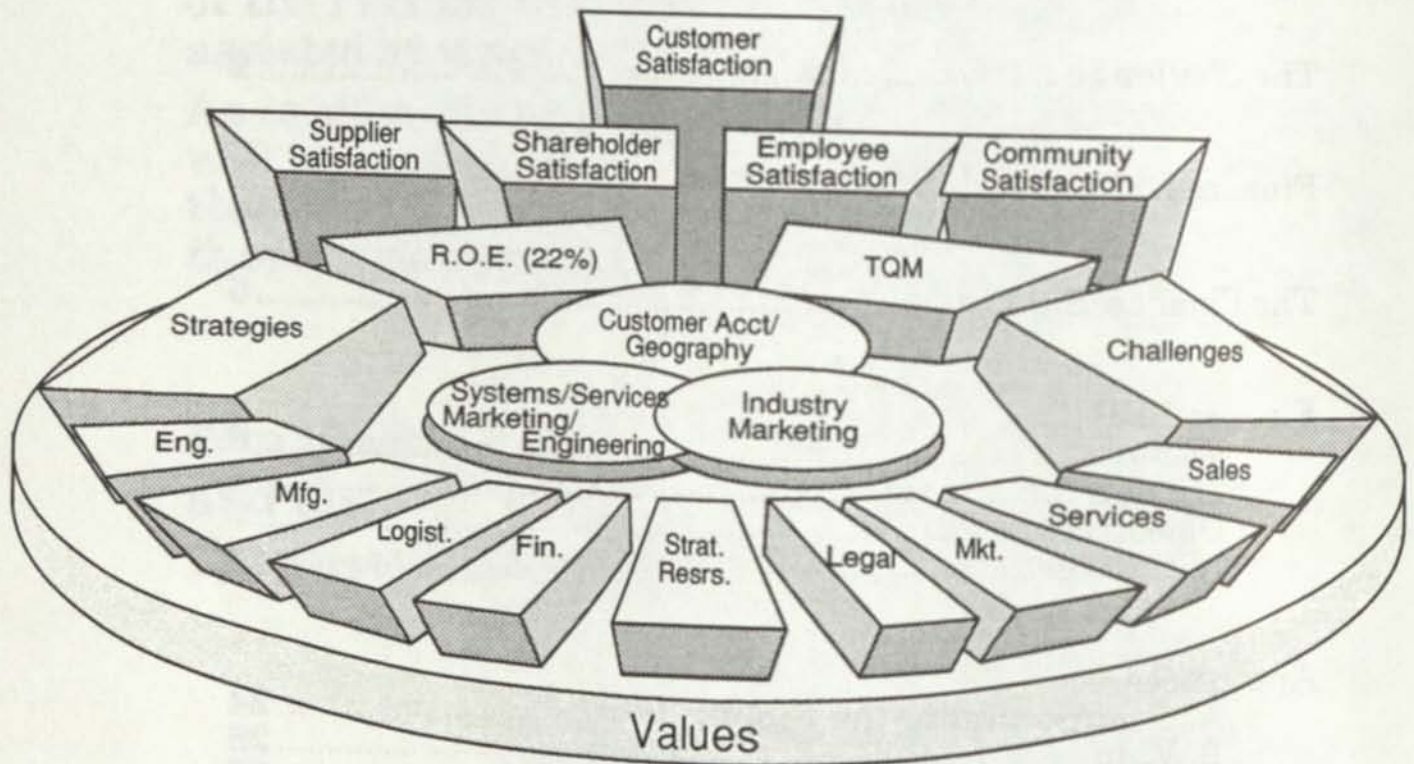 Customer
Satisfaction
Supplier
Satisfaction
Shareholder
Satisfaction
Employee
Satisfaction
Community
Satisfaction
R.O.E. (22%)
TQM
Strategies
Customer Acct/
Geography
Challenges
Systems/Services
Marketing/
Engineering
Industry
Marketing
Eng.
Mfg.
Logist.
Fin.
Strat.
Resrs.
Legal
Mkt.
Services
Sales
Values